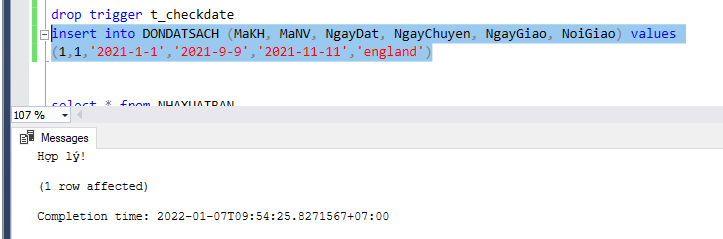 drop trigger t_checkdate
insert into DONDATSACH (MaKH, MaNV, NgayDat, NgayChuyen, NgayGiao, NoiGiao) values
(1,1,'2021-1-1','2021-9-9','2021-11-11','england')
select * from NHAXUATBAN
107 %
Messages
Hợp lý!
(1 row affected)
Completion time: 2022-01-07T09:54:25.8271567+07:00